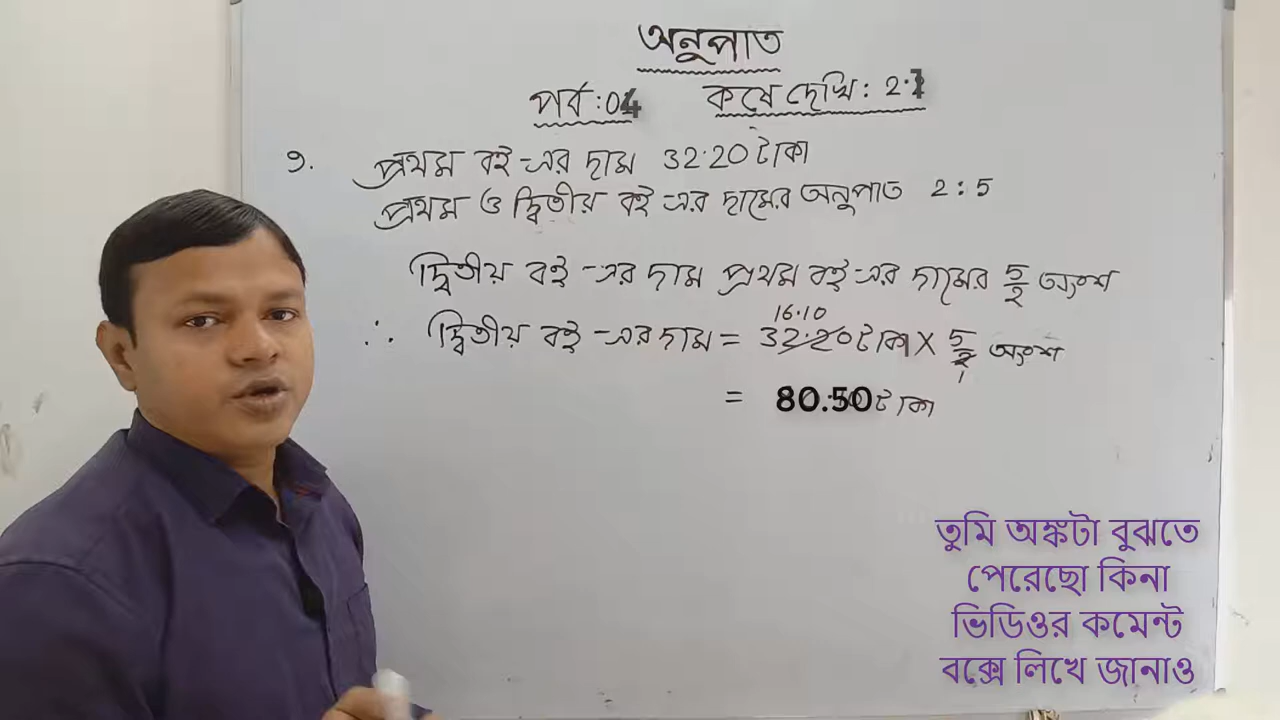 অনুপাত
পর্ব : 04 কষে দেখি : 2.1
9. প্রথম বই-এর দাম 32.20 টাকা
প্রথম ও দ্বিতীয় বই-এর দামের অনুপাত 2 : 5
দ্বিতীয় বই-এর দাম প্রথম বই-এর দামের 5/2 অংশ
16.10
∴ দ্বিতীয় বই-এর দাম = 32.20 টাকা X 5/2 অংশ
1
= 80.50 টাকা
তুমি অঙ্কটা বুঝতে
পেরেছো কিনা
ভিডিওর কমেন্ট
বক্সে লিখে জানাও